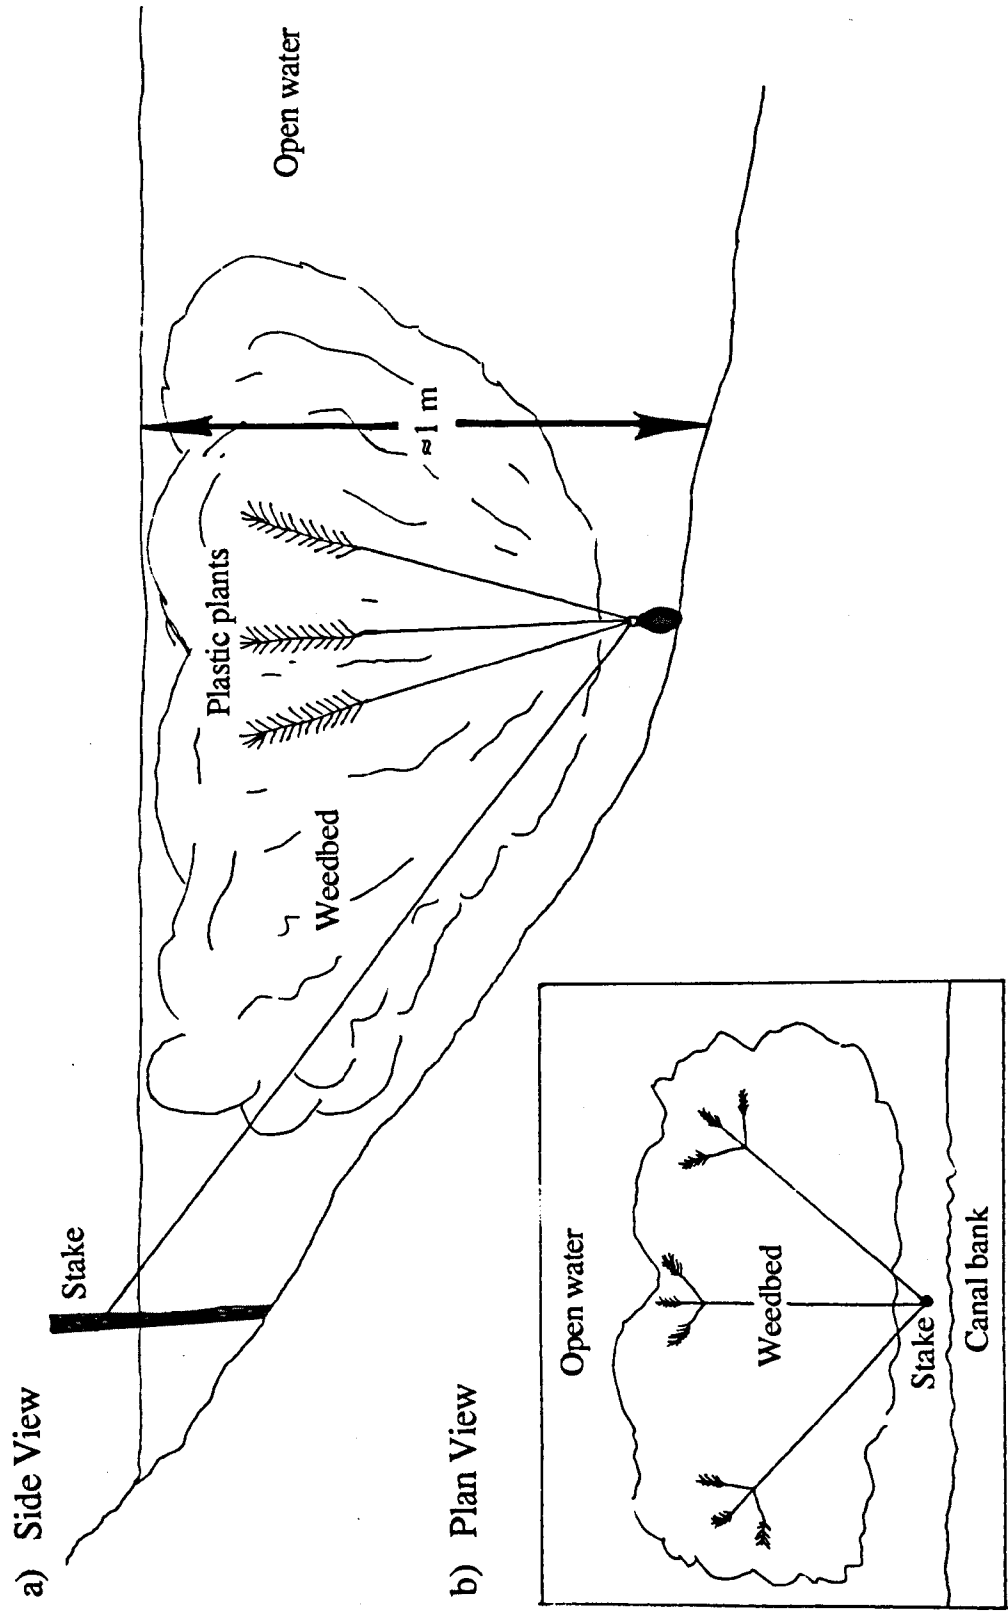 a) Side View
Stake
Open water
Plastic plants
Weedbed
≈1 m
b) Plan View
Open water
Weedbed
Stake
Canal bank